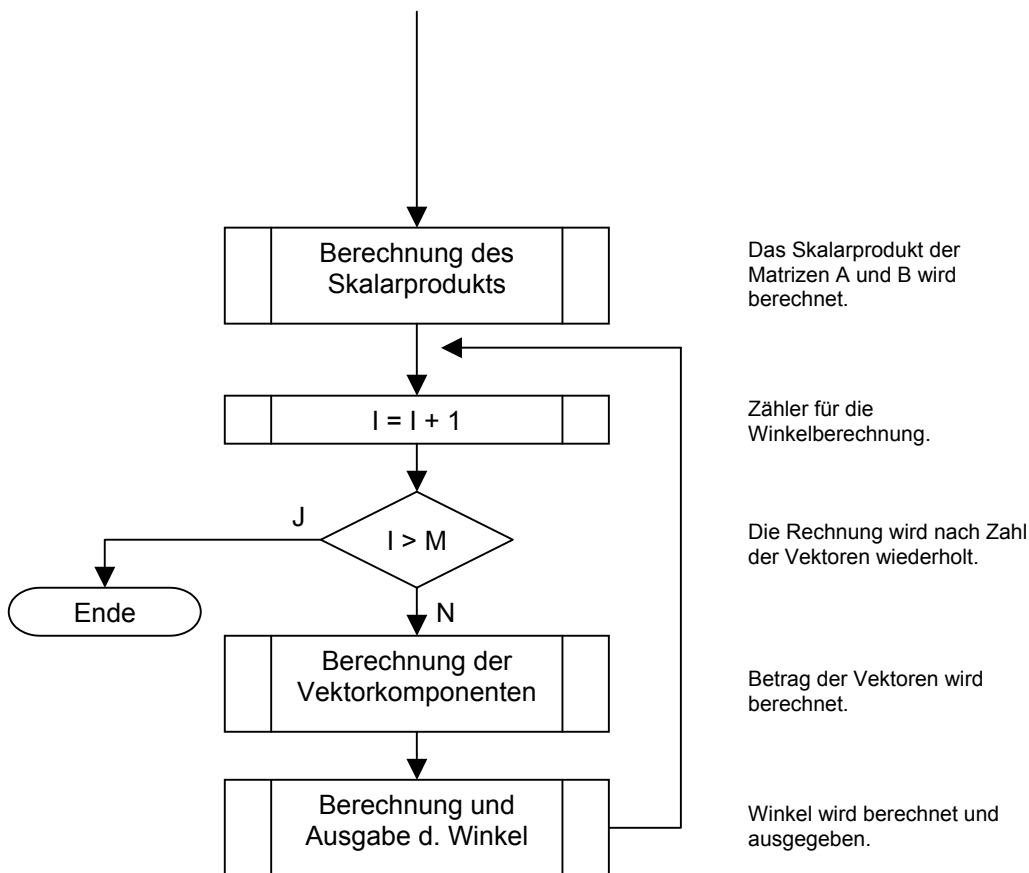 Berechnung des
Skalarprodukts
Das Skalarprodukt der
Matrizen A und B wird
berechnet.
I = I + 1
Zähler für die
Winkelberechnung.
J
I > M
Die Rechnung wird nach Zahl
der Vektoren wiederholt.
Ende
N
Berechnung der
Vektorkomponenten
Betrag der Vektoren wird
berechnet.
Berechnung und
Ausgabe d. Winkel
Winkel wird berechnet und
ausgegeben.